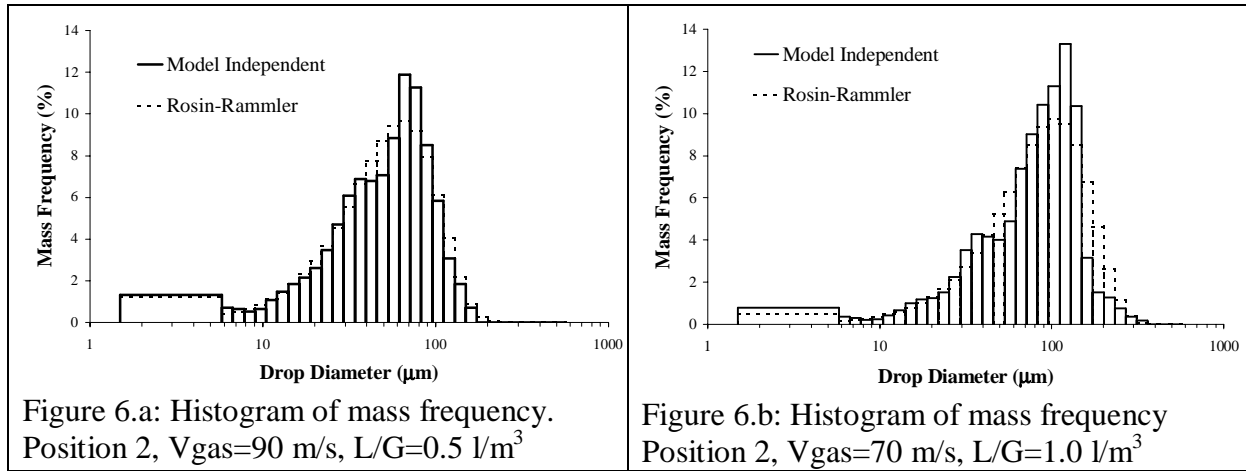 14
12
10
8
6
4
2
0
Mass Frequency (%)
Model Independent
Rosin-Rammler
1
10
100
1000
Drop Diameter (µm)
Figure 6.a: Histogram of mass frequency.
Position 2, Vgas=90 m/s, L/G=0.5 l/m³
14
12
10
8
6
4
2
0
Mass Frequency (%)
Model Independent
Rosin-Rammler
1
10
100
1000
Drop Diameter (µm)
Figure 6.b: Histogram of mass frequency
Position 2, Vgas=70 m/s, L/G=1.0 l/m³